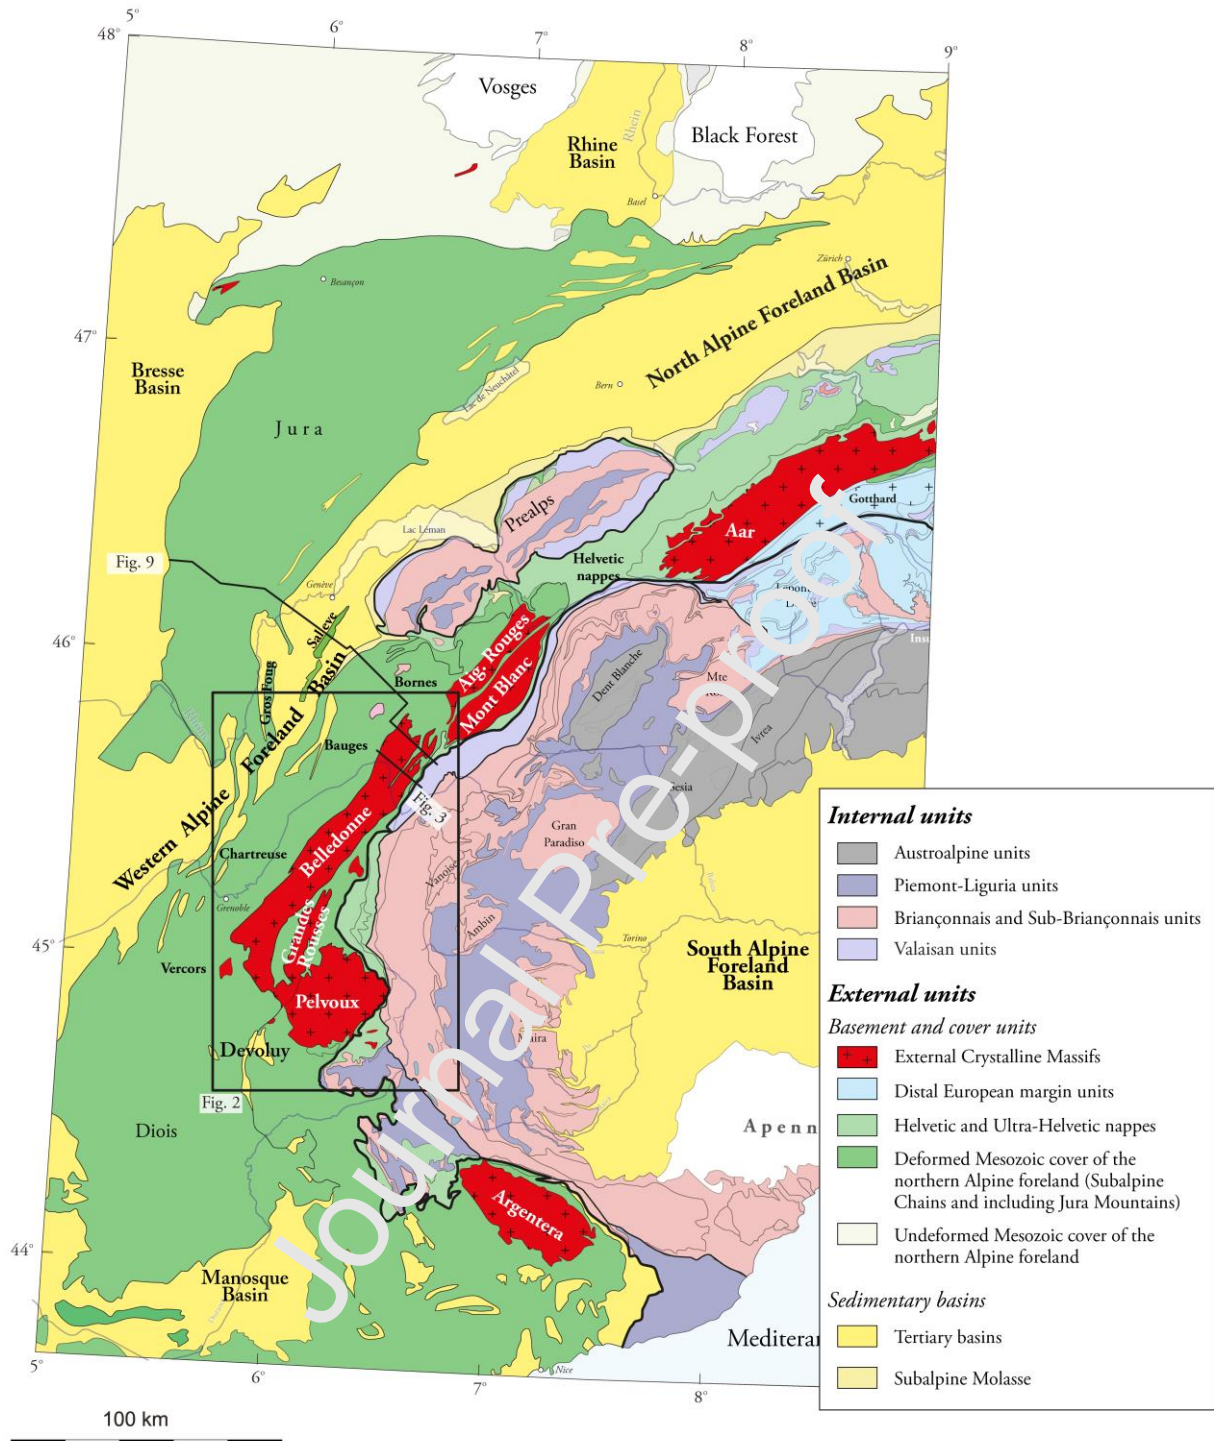 5°
6°
7°
8°
9°
48°
Vosges
Black Forest
Rhine
Basin
Rhein
Basel
Zürich
Besançon
North Alpine Foreland Basin
47°
Bresse
Basin
Bern
Lac de Neuchâtel
Jura
Gotthard
Prealps
Aar
Lac Léman
Fig. 9
Helvetic
nappes
Genève
Salève
46°
Aig. Rouges
Mont Blanc
Bornes
Dent Blanche
Mte
Gros Foug
Rhône
Bauges
Ivrea
Western Alpine Foreland Basin
Fig. 3
Gran
Paradiso
Chartreuse
Belledonne
Vanoise
Grenoble
Grandes
Rousses
Ambin
Torino
45°
South Alpine
Foreland
Basin
Vercors
Pelvoux
Devoluy
Fig. 2
Diois
Apenn
Argentera
44°
Manosque
Basin
Mediterra
Nice
5°
6°
7°
8°
100 km
Journal Pre-proof
Internal units
Austroalpine units
Piemont-Liguria units
Briançonnais and Sub-Briançonnais units
Valaisan units
External units
Basement and cover units
External Crystalline Massifs
Distal European margin units
Helvetic and Ultra-Helvetic nappes
Deformed Mesozoic cover of the
northern Alpine foreland (Subalpine
Chains and including Jura Mountains)
Undeformed Mesozoic cover of the
northern Alpine foreland
Sedimentary basins
Tertiary basins
Subalpine Molasse